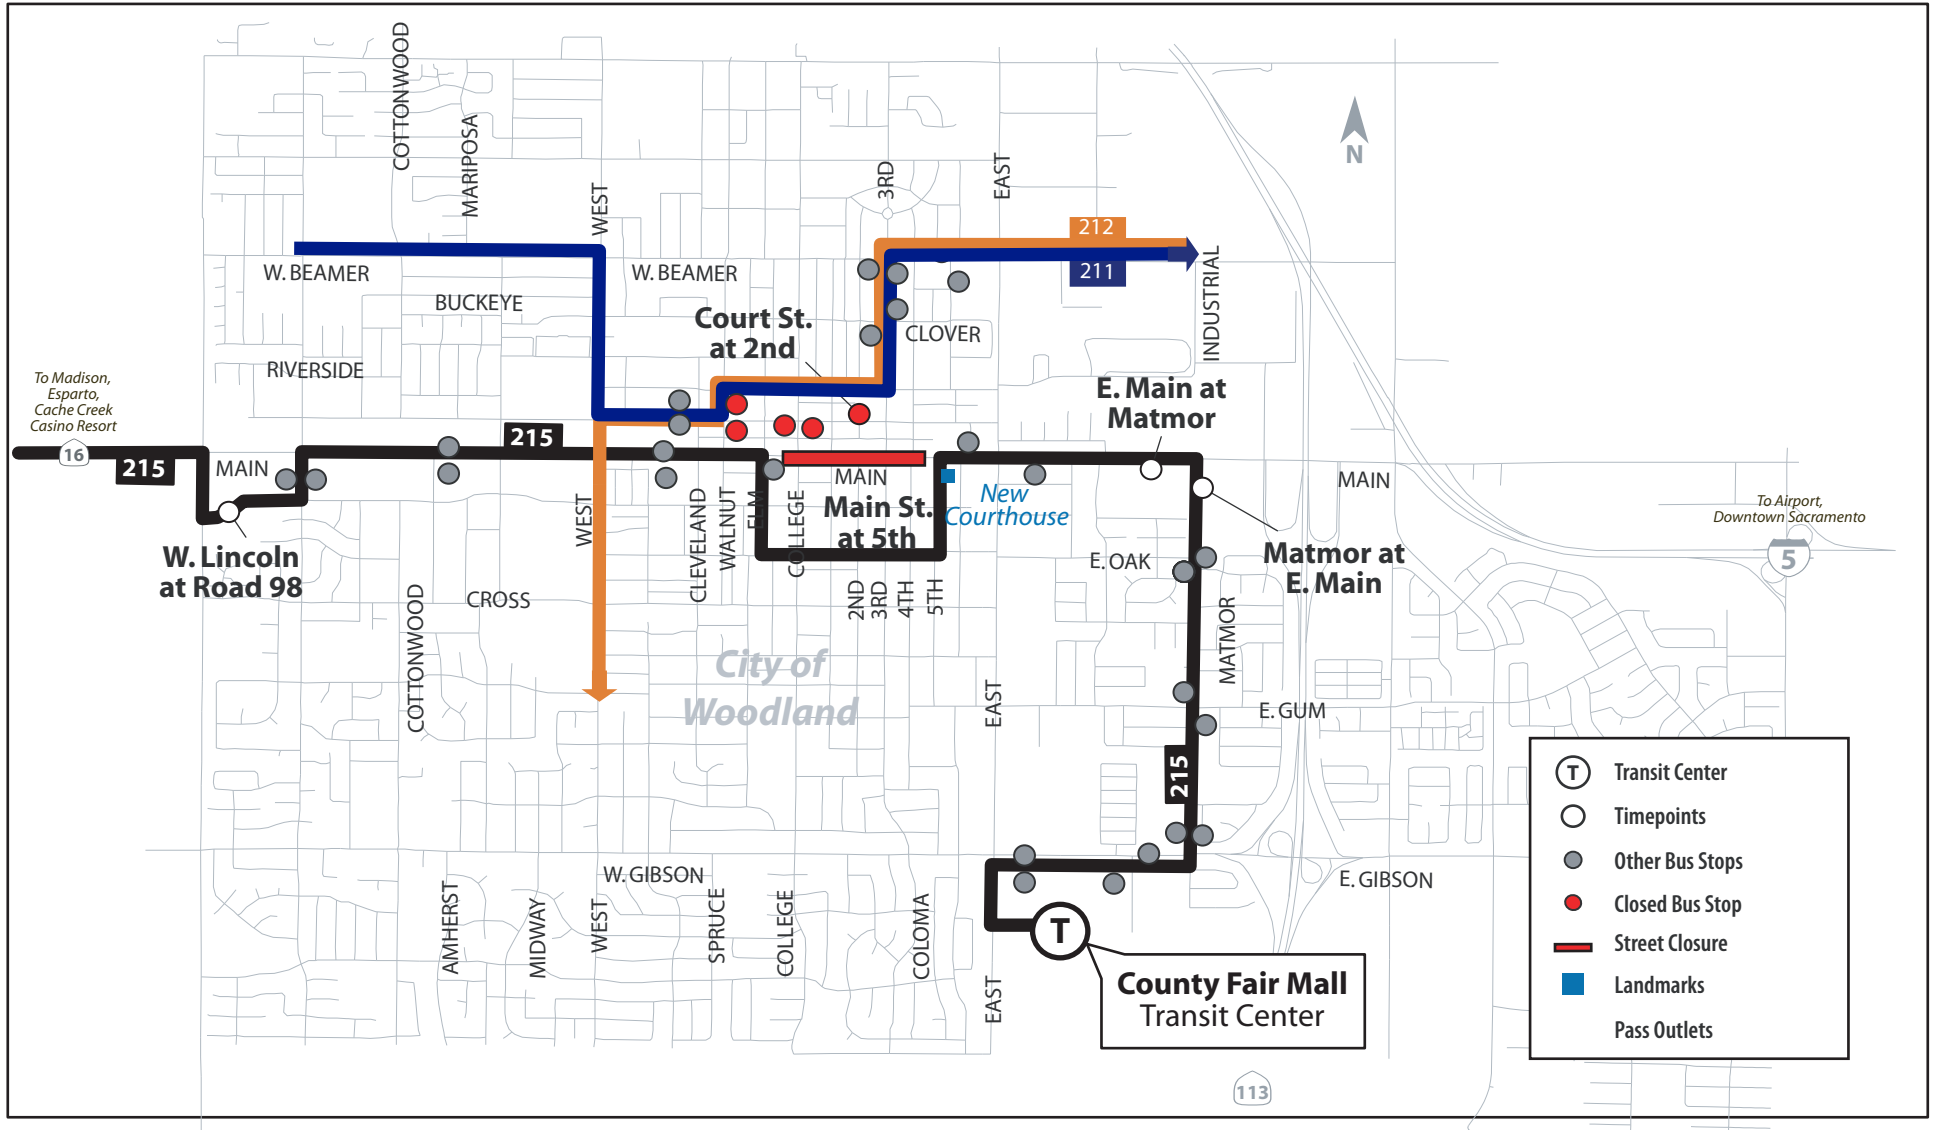 COTTONWOOD
MARIPOSA
WEST
3RD
EAST
N
212
211
INDUSTRIAL
W. BEAMER
W. BEAMER
BUCKEYE
RIVERSIDE
Court St.
at 2nd
CLOVER
To Madison,
Esparto,
Cache Creek
Casino Resort
16
215
MAIN
215
E. Main at
Matmor
MAIN
Main St.
at 5th
New
Courthouse
MAIN
To Airport,
Downtown Sacramento
5
W. Lincoln
at Road 98
WEST
CLEVELAND
WALNUT
ELM
COLLEGE
2ND
3RD
4TH
5TH
E. OAK
Matmor at
E. Main
CROSS
COTTONWOOD
City of
Woodland
EAST
MATMOR
E. GUM
215
W. GIBSON
E. GIBSON
AMHERST
MIDWAY
WEST
SPRUCE
COLLEGE
COLOMA
EAST
T
County Fair Mall
Transit Center
113
T
Transit Center
Timepoints
Other Bus Stops
Closed Bus Stop
Street Closure
Landmarks
Pass Outlets